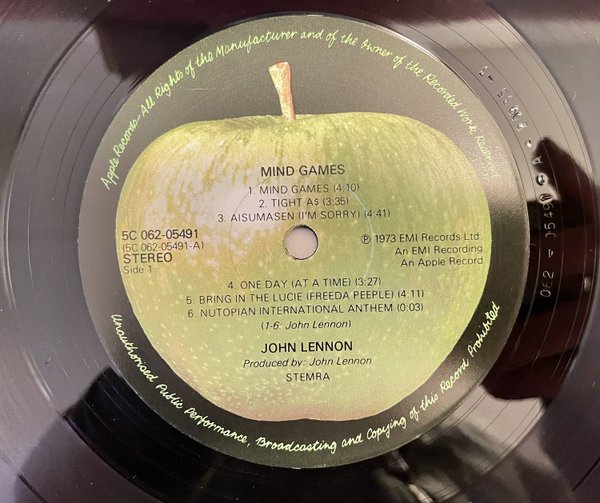 Apple Records-All Rights of the Manufacturer and of the Owner of the Recorded Work Reserved
MIND GAMES
1. MIND GAMES (4:10)
2. TIGHT A$ (3:35)
3. AISUMASEN (I'M SORRY) (4:41)
5C 062-05491
(5C 062-05491-A)
STEREO
Side 1
℗ 1973 EMI Records Ltd.
An EMI Recording
An Apple Record
4. ONE DAY (AT A TIME) (3:27)
5. BRING IN THE LUCIE (FREEDA PEEPLE) (4:11)
6. NUTOPIAN INTERNATIONAL ANTHEM (0:03)
(1-6: John Lennon)
JOHN LENNON
Produced by: John Lennon
STEMRA
Unauthorised Public Performance, Broadcasting and Copying of this Record Prohibited